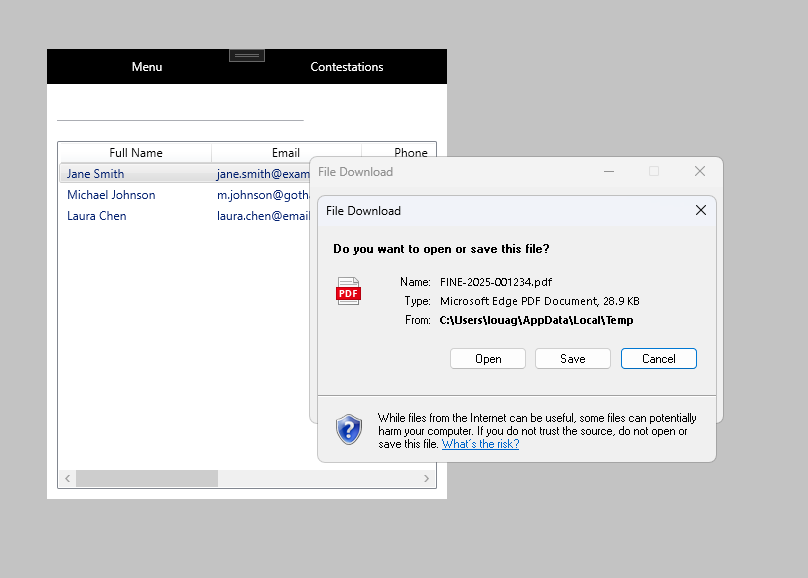 Menu
Contestations
Full Name
Email
Phone
Jane Smith
jane.smith@exam
Michael Johnson
m.johnson@goth
Laura Chen
laura.chen@email
File Download
File Download
Do you want to open or save this file?
PDF
Name: FINE-2025-001234.pdf
Type: Microsoft Edge PDF Document, 28.9 KB
From: C:\Users\louag\AppData\Local\Temp
Open
Save
Cancel
While files from the Internet can be useful, some files can potentially
harm your computer. If you do not trust the source, do not open or
save this file. What's the risk?